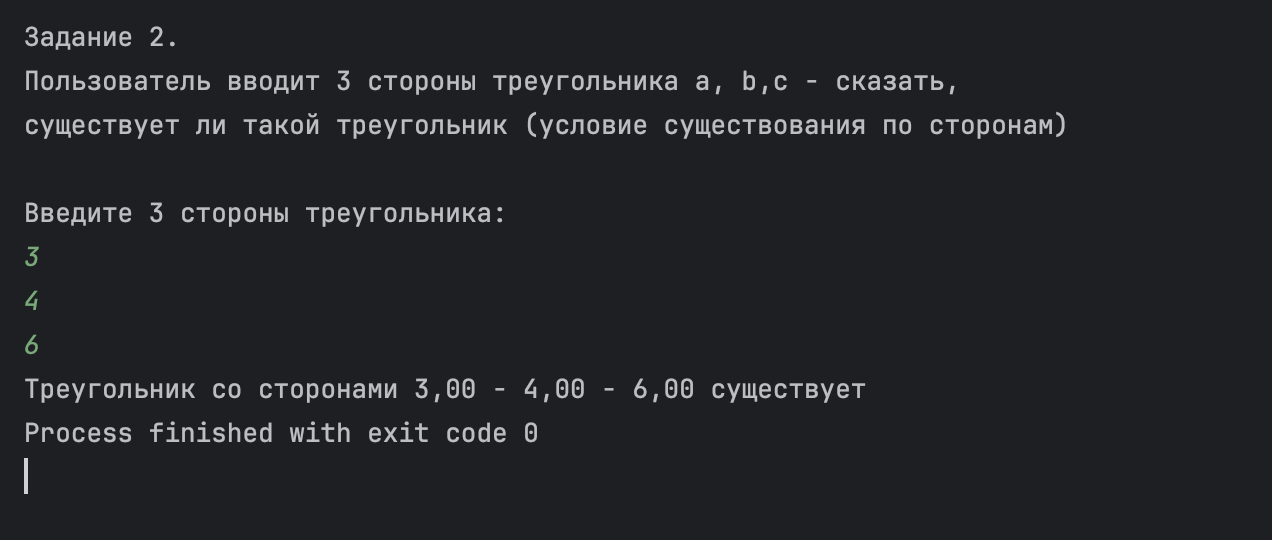 Задание 2.
Пользователь вводит 3 стороны треугольника a, b,c - сказать,
существует ли такой треугольник (условие существования по сторонам)
Введите 3 стороны треугольника:
3
4
6
Треугольник со сторонами 3,00 - 4,00 - 6,00 существует
Process finished with exit code 0